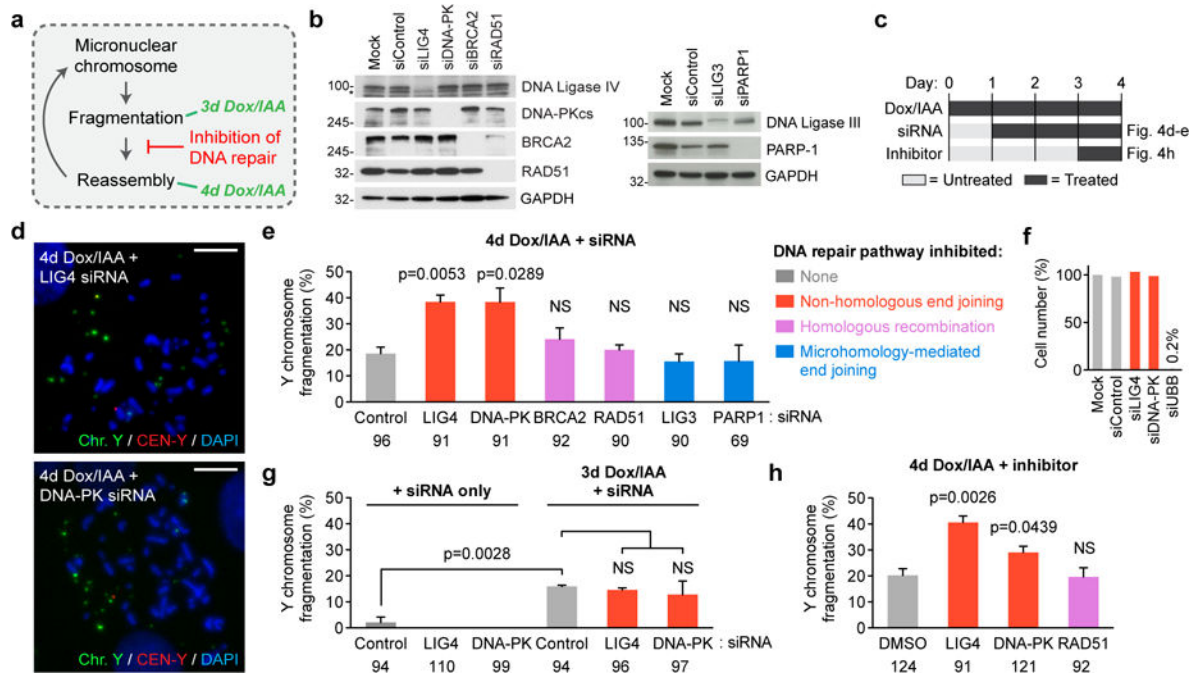 a
Micronuclear
chromosome
Fragmentation
3d Dox/IAA
Inhibition of
DNA repair
Reassembly
4d Dox/IAA
b
Mock
siControl
siLIG4
siDNA-PK
siBRCA2
siRAD51
100-
DNA Ligase IV
DNA-PKcs
245-
245-
BRCA2
32-
RAD51
GAPDH
Mock
siControl
siLIG3
siPARP1
100-
DNA Ligase III
135-
PARP-1
32-
GAPDH
c
Day: 0 1 2 3 4
Dox/IAA
siRNA
Fig. 4d-e
Inhibitor
Fig. 4h
= Untreated
= Treated
d
4d Dox/IAA +
LIG4 siRNA
Chr. Y / CEN-Y / DAPI
4d Dox/IAA +
DNA-PK siRNA
Chr. Y / CEN-Y / DAPI
e
4d Dox/IAA + siRNA
Y chromosome
fragmentation (%)
50
40
30
20
10
0
p=0.0053
p=0.0289
NS
NS
NS
NS
Control LIG4 DNA-PK BRCA2 RAD51 LIG3 PARP1 : siRNA
96 91 91 92 90 90 69
DNA repair pathway inhibited:
None
Non-homologous end joining
Homologous recombination
Microhomology-mediated
end joining
f
Cell number (%)
100
50
0
0.2%
Mock
siControl
siLIG4
siDNA-PK
siUBB
g
+ siRNA only
3d Dox/IAA
+ siRNA
Y chromosome
fragmentation (%)
50
40
30
20
10
0
p=0.0028
NS
NS
Control LIG4 DNA-PK Control LIG4 DNA-PK : siRNA
94 110 99 94 96 97
h
4d Dox/IAA + inhibitor
Y chromosome
fragmentation (%)
50
40
30
20
10
0
p=0.0026
p=0.0439
NS
DMSO LIG4 DNA-PK RAD51
124 91 121 92